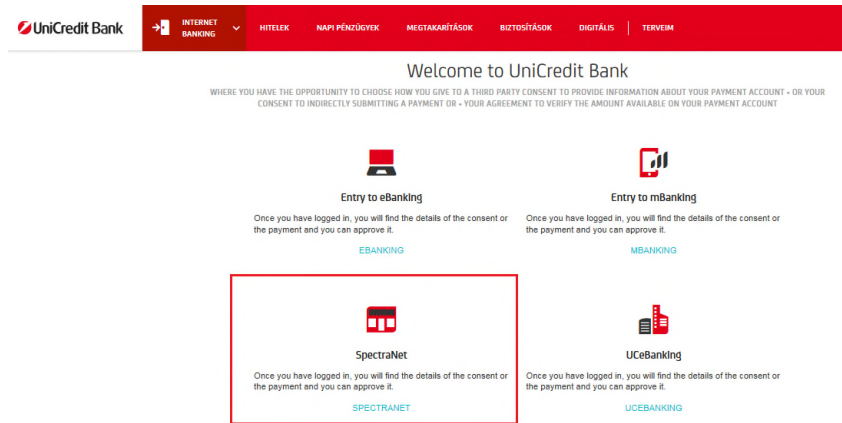 UniCredit Bank
INTERNET
BANKING
HITELEK
NAPI PÉNZÜGYEK
MEGTAKARÍTÁSOK
BIZTOSÍTÁSOK
DIGITÁLIS
TERVEIM
Welcome to UniCredit Bank
WHERE YOU HAVE THE OPPORTUNITY TO CHOOSE HOW YOU GIVE TO A THIRD PARTY CONSENT TO PROVIDE INFORMATION ABOUT YOUR PAYMENT ACCOUNT • OR YOUR
CONSENT TO INDIRECTLY SUBMITTING A PAYMENT OR • YOUR AGREEMENT TO VERIFY THE AMOUNT AVAILABLE ON YOUR PAYMENT ACCOUNT
Entry to eBanking
Once you have logged in, you will find the details of the consent or
the payment and you can approve it.
EBANKING
Entry to mBanking
Once you have logged in, you will find the details of the consent or
the payment and you can approve it.
MBANKING
SpectraNet
Once you have logged in, you will find the details of the consent or
the payment and you can approve it.
SPECTRANET
UCeBanking
Once you have logged in, you will find the details of the consent or
the payment and you can approve it.
UCEBANKING